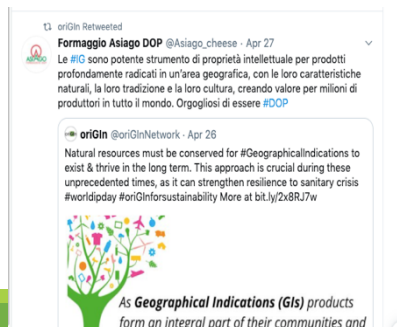 oriGIn Retweeted
Formaggio Asiago DOP @Asiago_cheese · Apr 27
Le #IG sono potente strumento di proprietà intellettuale per prodotti
profondamente radicati in un'area geografica, con le loro caratteristiche
naturali, la loro tradizione e la loro cultura, creando valore per milioni di
produttori in tutto il mondo. Orgogliosi di essere #DOP
oriGIn @oriGInNetwork · Apr 26
Natural resources must be conserved for #GeographicalIndications to
exist & thrive in the long term. This approach is crucial during these
unprecedented times, as it can strengthen resilience to sanitary crisis
#worldipday #oriGInforsustainability More at bit.ly/2x8RJ7w
As Geographical Indications (GIs) products
form an integral part of their communities and